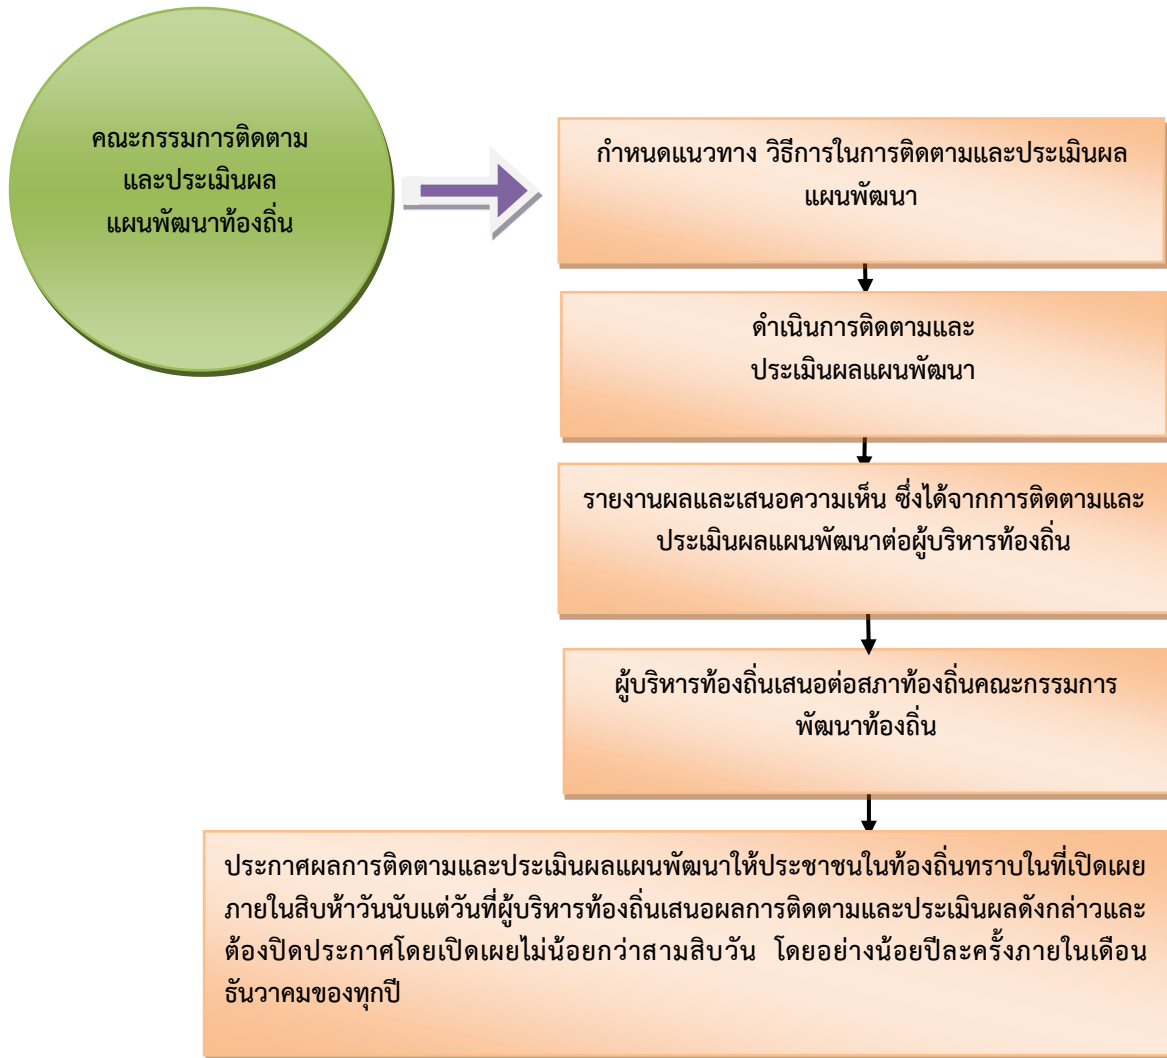 คณะกรรมการติดตาม
และประเมินผล
แผนพัฒนาท้องถิ่น
กำหนดแนวทาง วิธีการในการติดตามและประเมินผล
แผนพัฒนา
ดำเนินการติดตามและ
ประเมินผลแผนพัฒนา
รายงานผลและเสนอความเห็น ซึ่งได้จากการติดตามและ
ประเมินผลแผนพัฒนาต่อผู้บริหารท้องถิ่น
ผู้บริหารท้องถิ่นเสนอต่อสภาท้องถิ่นคณะกรรมการ
พัฒนาท้องถิ่น
ประกาศผลการติดตามและประเมินผลแผนพัฒนาให้ประชาชนในท้องถิ่นทราบในที่เปิดเผย
ภายในสิบห้าวันนับแต่วันที่ผู้บริหารท้องถิ่นเสนอผลการติดตามและประเมินผลดังกล่าวและ
ต้องปิดประกาศโดยเปิดเผยไม่น้อยกว่าสามสิบวัน โดยอย่างน้อยปีละครั้งภายในเดือน
ธันวาคมของทุกปี